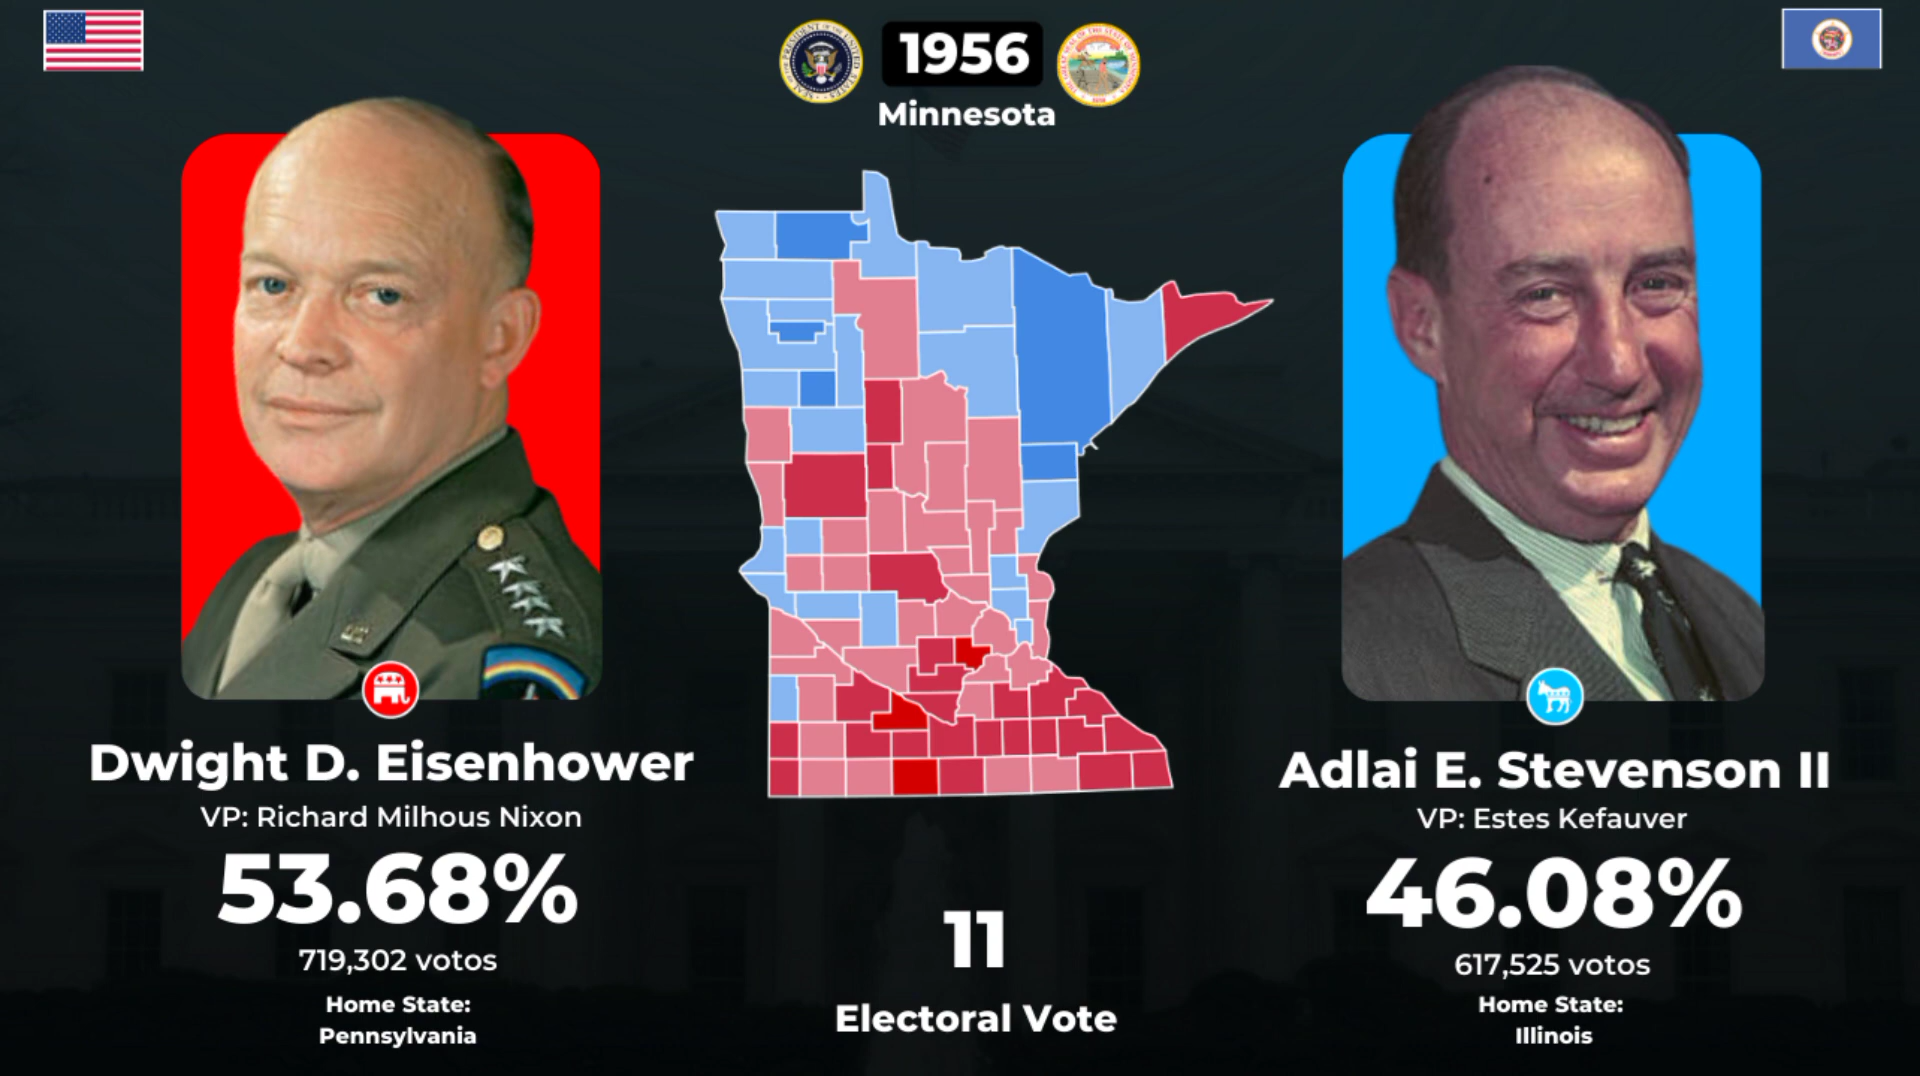 1956
Minnesota
Dwight D. Eisenhower
VP: Richard Milhous Nixon
53.68%
719,302 votos
Home State:
Pennsylvania
11
Electoral Vote
Adlai E. Stevenson II
VP: Estes Kefauver
46.08%
617,525 votos
Home State:
Illinois